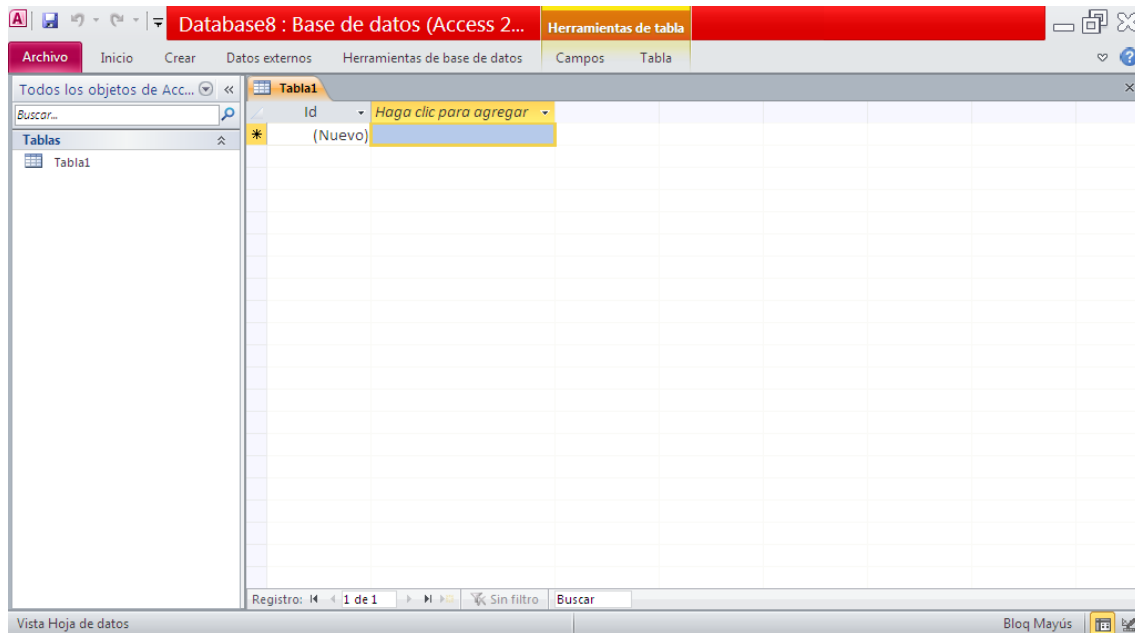 Database8 : Base de datos (Access 2...
Herramientas de tabla
Archivo Inicio Crear Datos externos Herramientas de base de datos Campos Tabla
Todos los objetos de Acc... « Tabla1
Buscar... Id Haga clic para agregar
Tablas (Nuevo)
Tabla1
Registro: 1 de 1 Sin filtro Buscar
Vista Hoja de datos Bloq Mayús